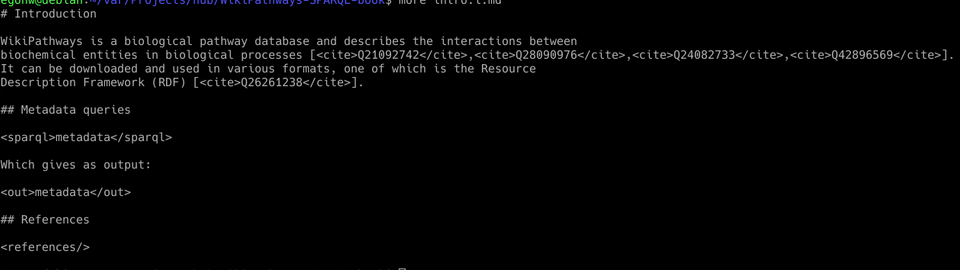 egonw@debian:~/var/Projects/hub/WikiPathways-SPARQL-book$ more intro.i.md
# Introduction
WikiPathways is a biological pathway database and describes the interactions between
biochemical entities in biological processes [<cite>Q21092742</cite>,<cite>Q28090976</cite>,<cite>Q24082733</cite>,<cite>Q42896569</cite>].
It can be downloaded and used in various formats, one of which is the Resource
Description Framework (RDF) [<cite>Q26261238</cite>].
## Metadata queries
<sparql>metadata</sparql>
Which gives as output:
<out>metadata</out>
## References
<references/>